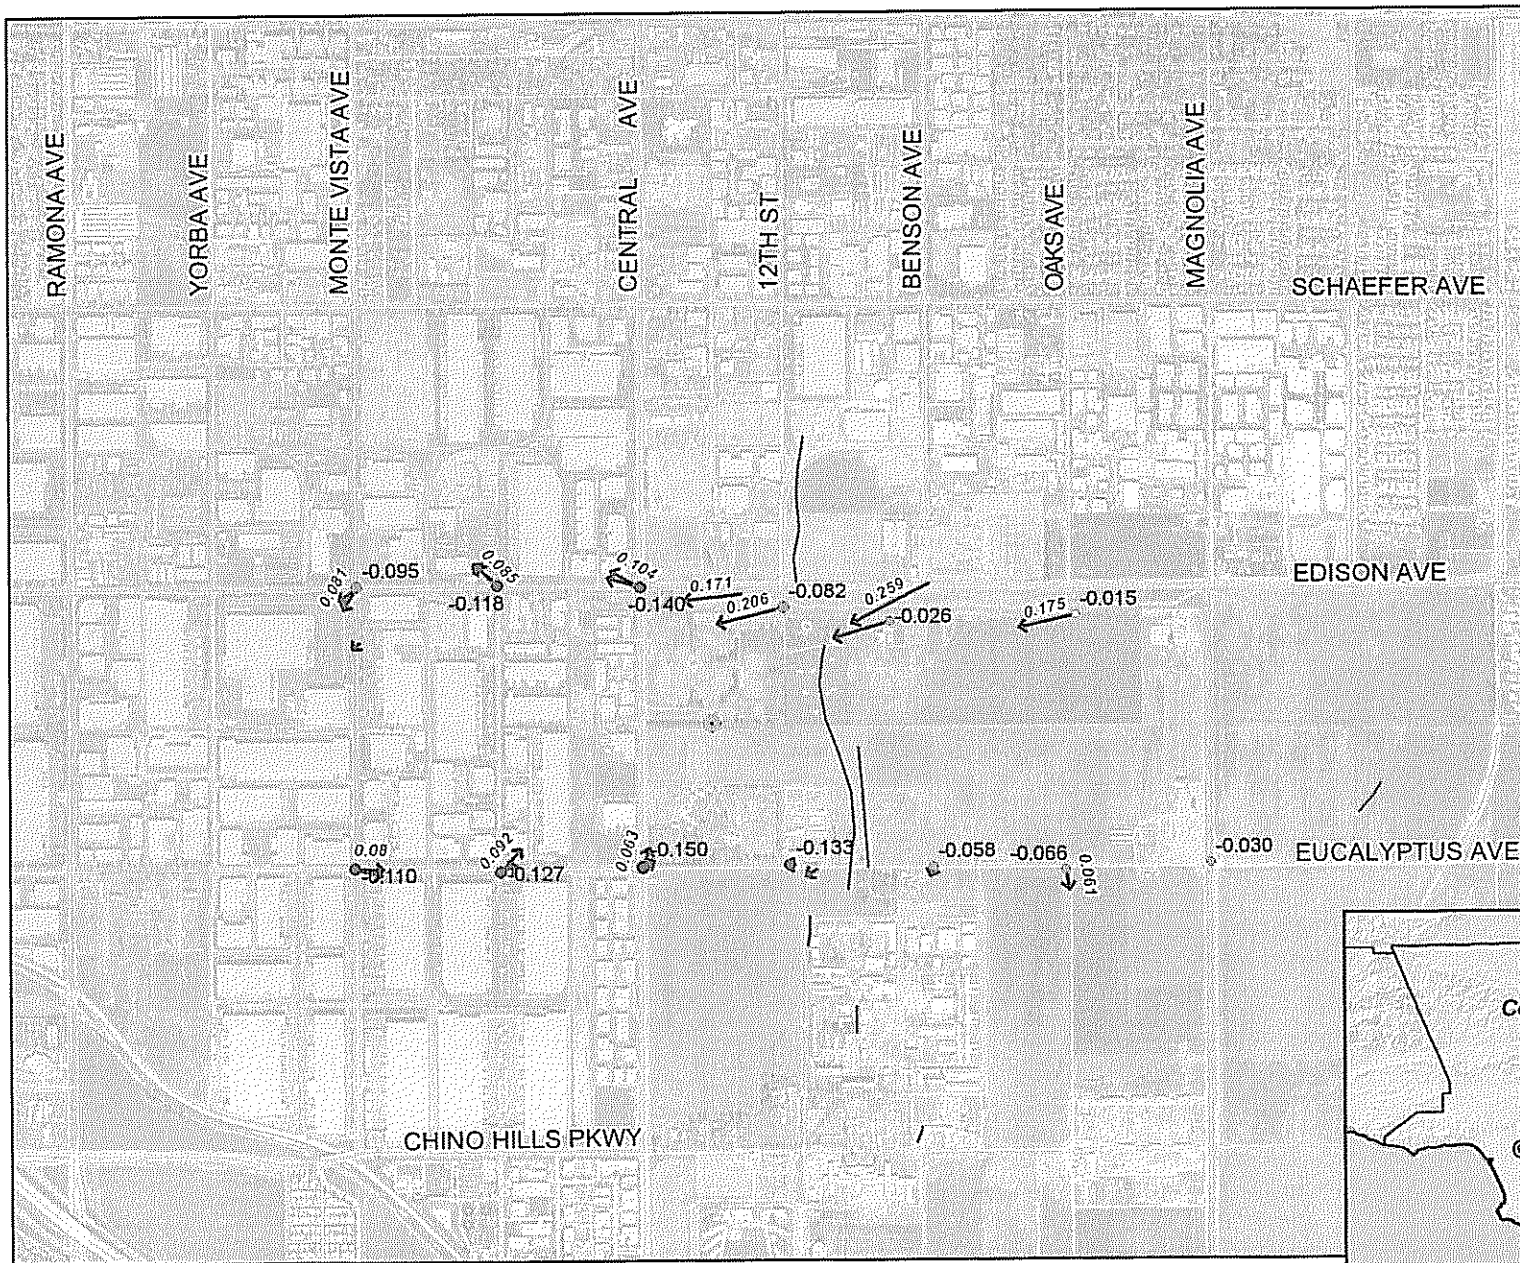 RAMONA AVE
YORBA AVE
MONTE VISTA AVE
CENTRAL AVE
12TH ST
BENSON AVE
OAKS AVE
MAGNOLIA AVE
SCHAEFER AVE
EDISON AVE
0.081
-0.095
0.085
-0.118
0.104
-0.140
0.171
0.206
-0.082
0.259
-0.026
0.175
-0.015
0.08
-0.110
0.092
-0.127
0.063
-0.150
-0.133
-0.058
-0.066
0.061
-0.030
EUCALYPTUS AVE
CHINO HILLS PKWY